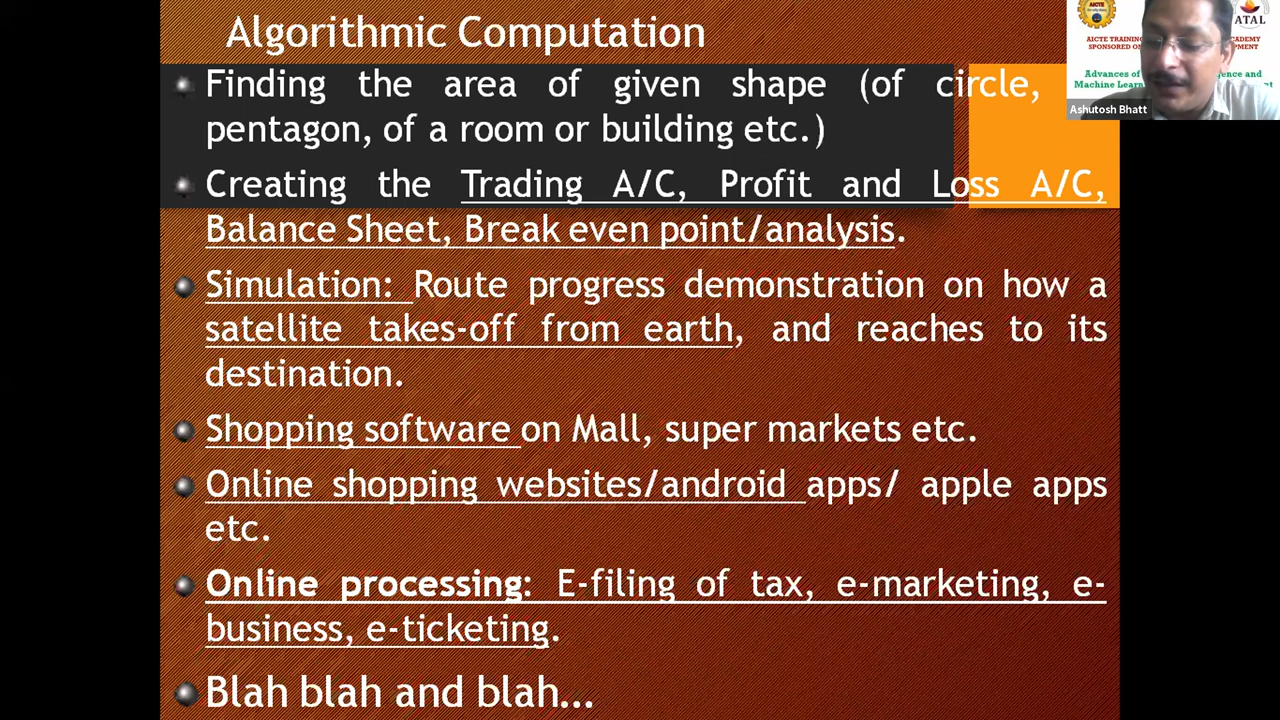 Algorithmic Computation
Finding the area of given shape (of circle,
pentagon, of a room or building etc.)
Creating the Trading A/C, Profit and Loss A/C,
Balance Sheet, Break even point/analysis.
Simulation: Route progress demonstration on how a
satellite takes-off from earth, and reaches to its
destination.
Shopping software on Mall, super markets etc.
Online shopping websites/android apps/ apple apps
etc.
Online processing: E-filing of tax, e-marketing, e-
business, e-ticketing.
Blah blah and blah...
AICTE
ATAL
AICTE TRAINING
SPONSORED
Advances of
Machine
and
Ashutosh Bhatt